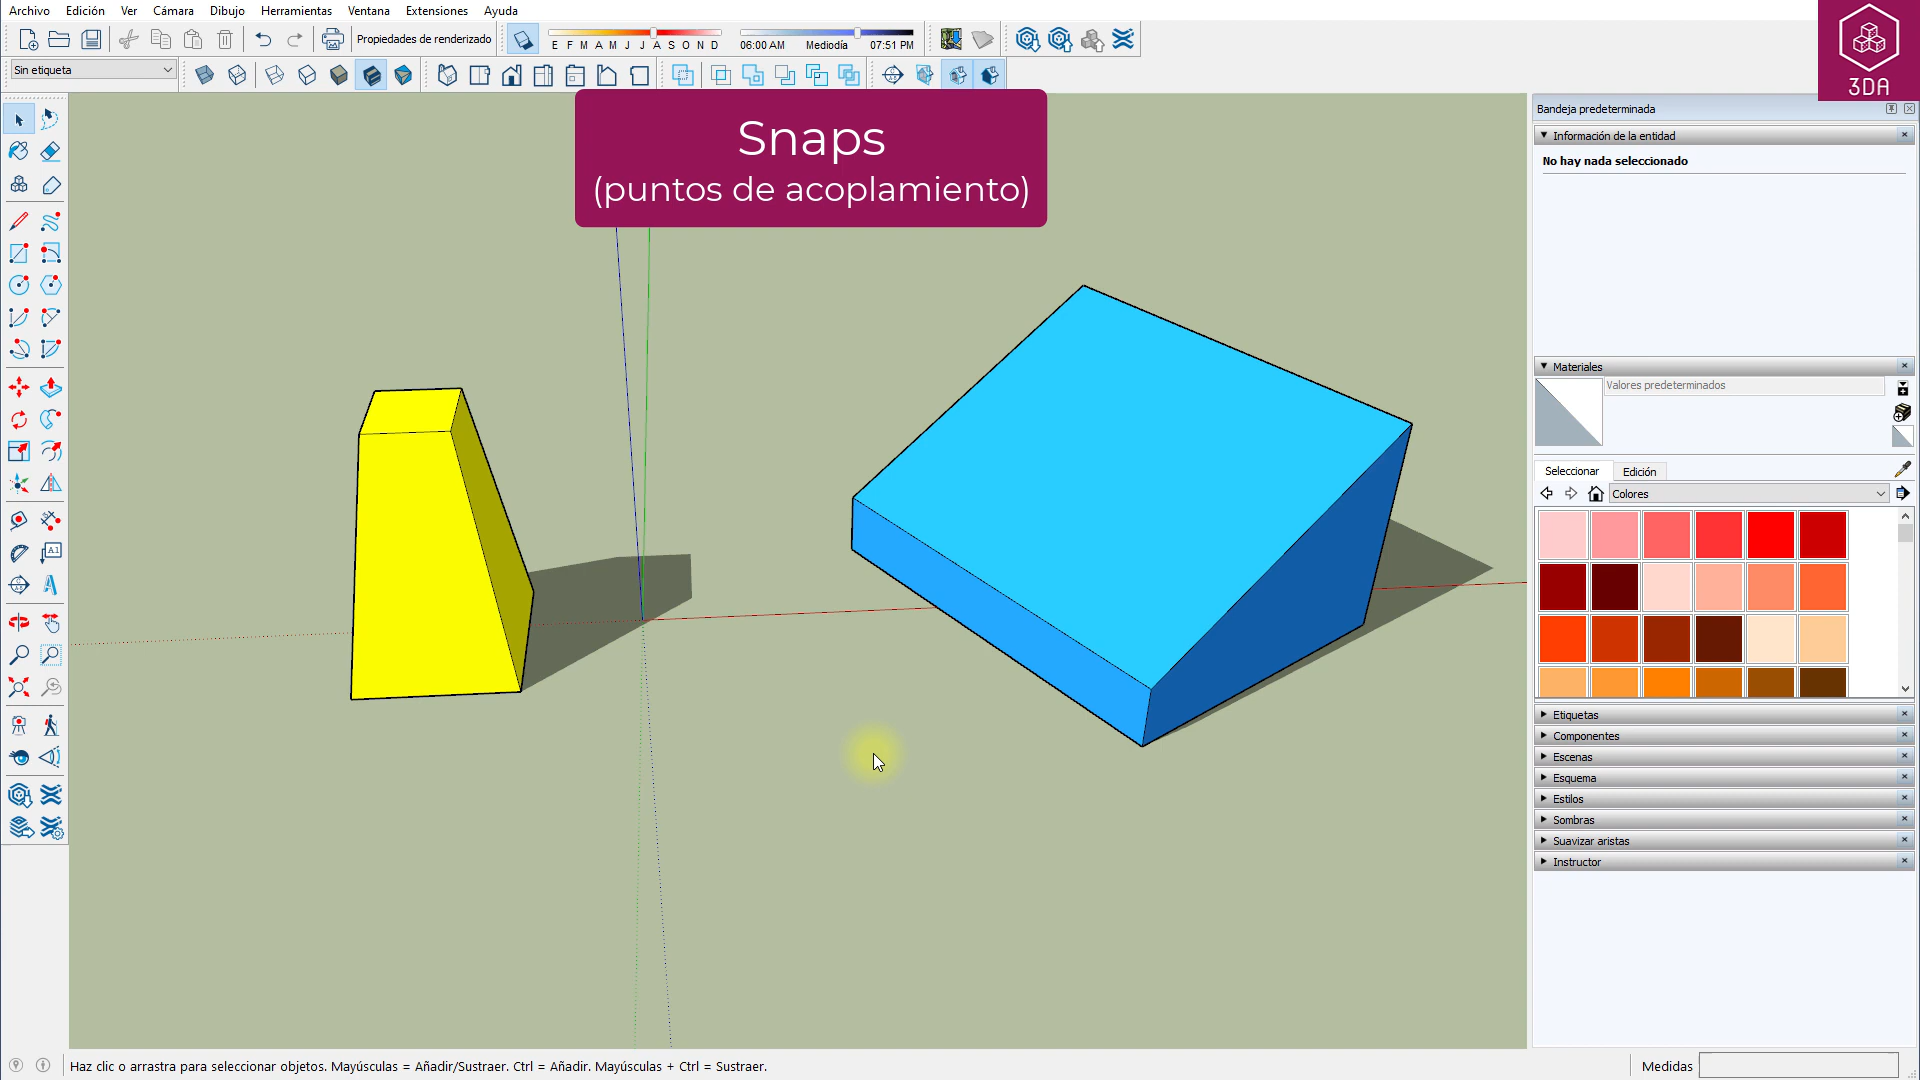 Archivo Edición Ver Cámara Dibujo Herramientas Ventana Extensiones Ayuda
Propiedades de renderizado
E F M A M J J A S O N D
06:00 AM Mediodía 07:51 PM
3DA
Sin etiqueta
Snaps
(puntos de acoplamiento)
Bandeja predeterminada
Información de la entidad
No hay nada seleccionado
Materiales
Valores predeterminados
Seleccionar Edición
Colores
Etiquetas
Componentes
Escenas
Esquema
Estilos
Sombras
Suavizar aristas
Instructor
A1
Haz clic o arrastra para seleccionar objetos. Mayúsculas = Añadir/Sustraer. Ctrl = Añadir. Mayúsculas + Ctrl = Sustraer.
Medidas